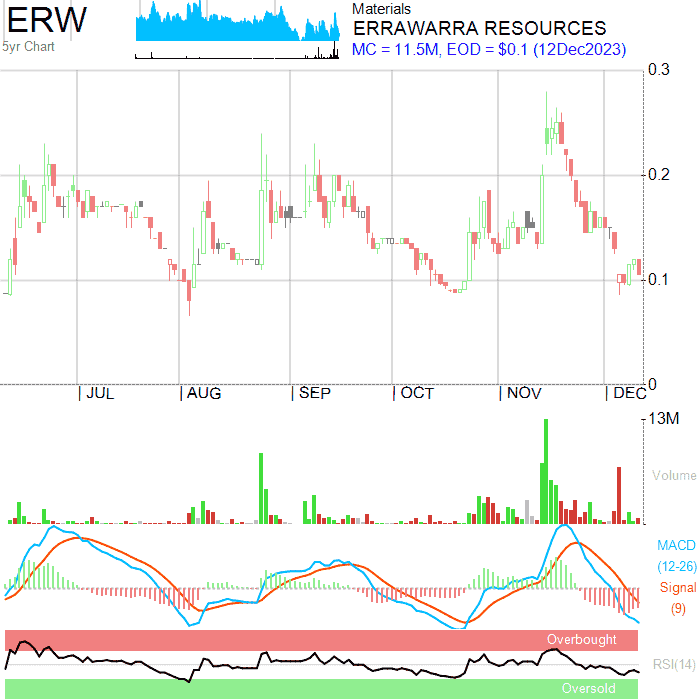 ERW
5yr Chart
Materials
ERRAWARRA RESOURCES
MC = 11.5M, EOD = $0.1 (12Dec2023)
0.3
0.2
0.1
0
| JUL | AUG | SEP | OCT | NOV | DEC
13M
Volume
MACD
(12-26)
Signal
(9)
Overbought
RSI(14)
Oversold